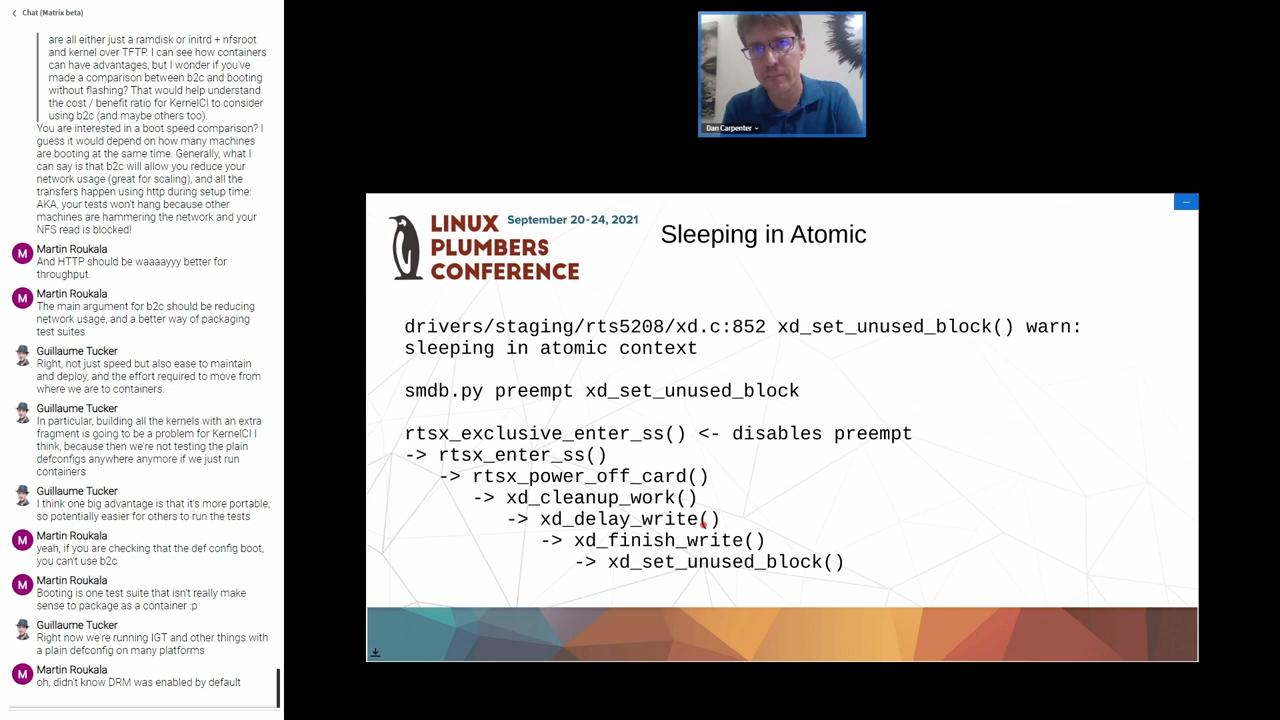 Chat (Matrix beta)
are all either just a ramdisk or initrd + nfsroot
and kernel over TFTP. I can see how containers
can have advantages, but I wonder if you've
made a comparison between b2c and booting
without flashing? That would help understand
the cost / benefit ratio for KernelCI to consider
using b2c (and maybe others too).
You are interested in a boot speed comparison? I
guess it would depend on how many machines
are booting at the same time. Generally, what I
can say is that b2c will allow you reduce your
network usage (great for scaling), and all the
transfers happen using http during setup time:
AKA, your tests won't hang because other
machines are hammering the network and your
NFS read is blocked!
M
Martin Roukala
And HTTP should be waaaayyy better for
throughput.
M
Martin Roukala
The main argument for b2c should be reducing
network usage, and a better way of packaging
test suites
Guillaume Tucker
Right, not just speed but also ease to maintain
and deploy, and the effort required to move from
where we are to containers.
Guillaume Tucker
In particular, building all the kernels with an extra
fragment is going to be a problem for KernelCI I
think, because then we're not testing the plain
defconfigs anywhere anymore if we just run
containers
Guillaume Tucker
I think one big advantage is that it's more portable,
so potentially easier for others to run the tests
M
Martin Roukala
yeah, if you are checking that the def config boot,
you can't use b2c
M
Martin Roukala
Booting is one test suite that isn't really make
sense to package as a container :p
Guillaume Tucker
Right now we're running IGT and other things with
a plain defconfig on many platforms
M
Martin Roukala
oh, didn't know DRM was enabled by default
Dan Carpenter
LINUX
PLUMBERS
CONFERENCE
September 20-24, 2021
Sleeping in Atomic
drivers/staging/rts5208/xd.c:852 xd_set_unused_block() warn:
sleeping in atomic context
smdb.py preempt xd_set_unused_block
rtsx_exclusive_enter_ss() <- disables preempt
-> rtsx_enter_ss()
-> rtsx_power_off_card()
-> xd_cleanup_work()
-> xd_delay_write()
-> xd_finish_write()
-> xd_set_unused_block()